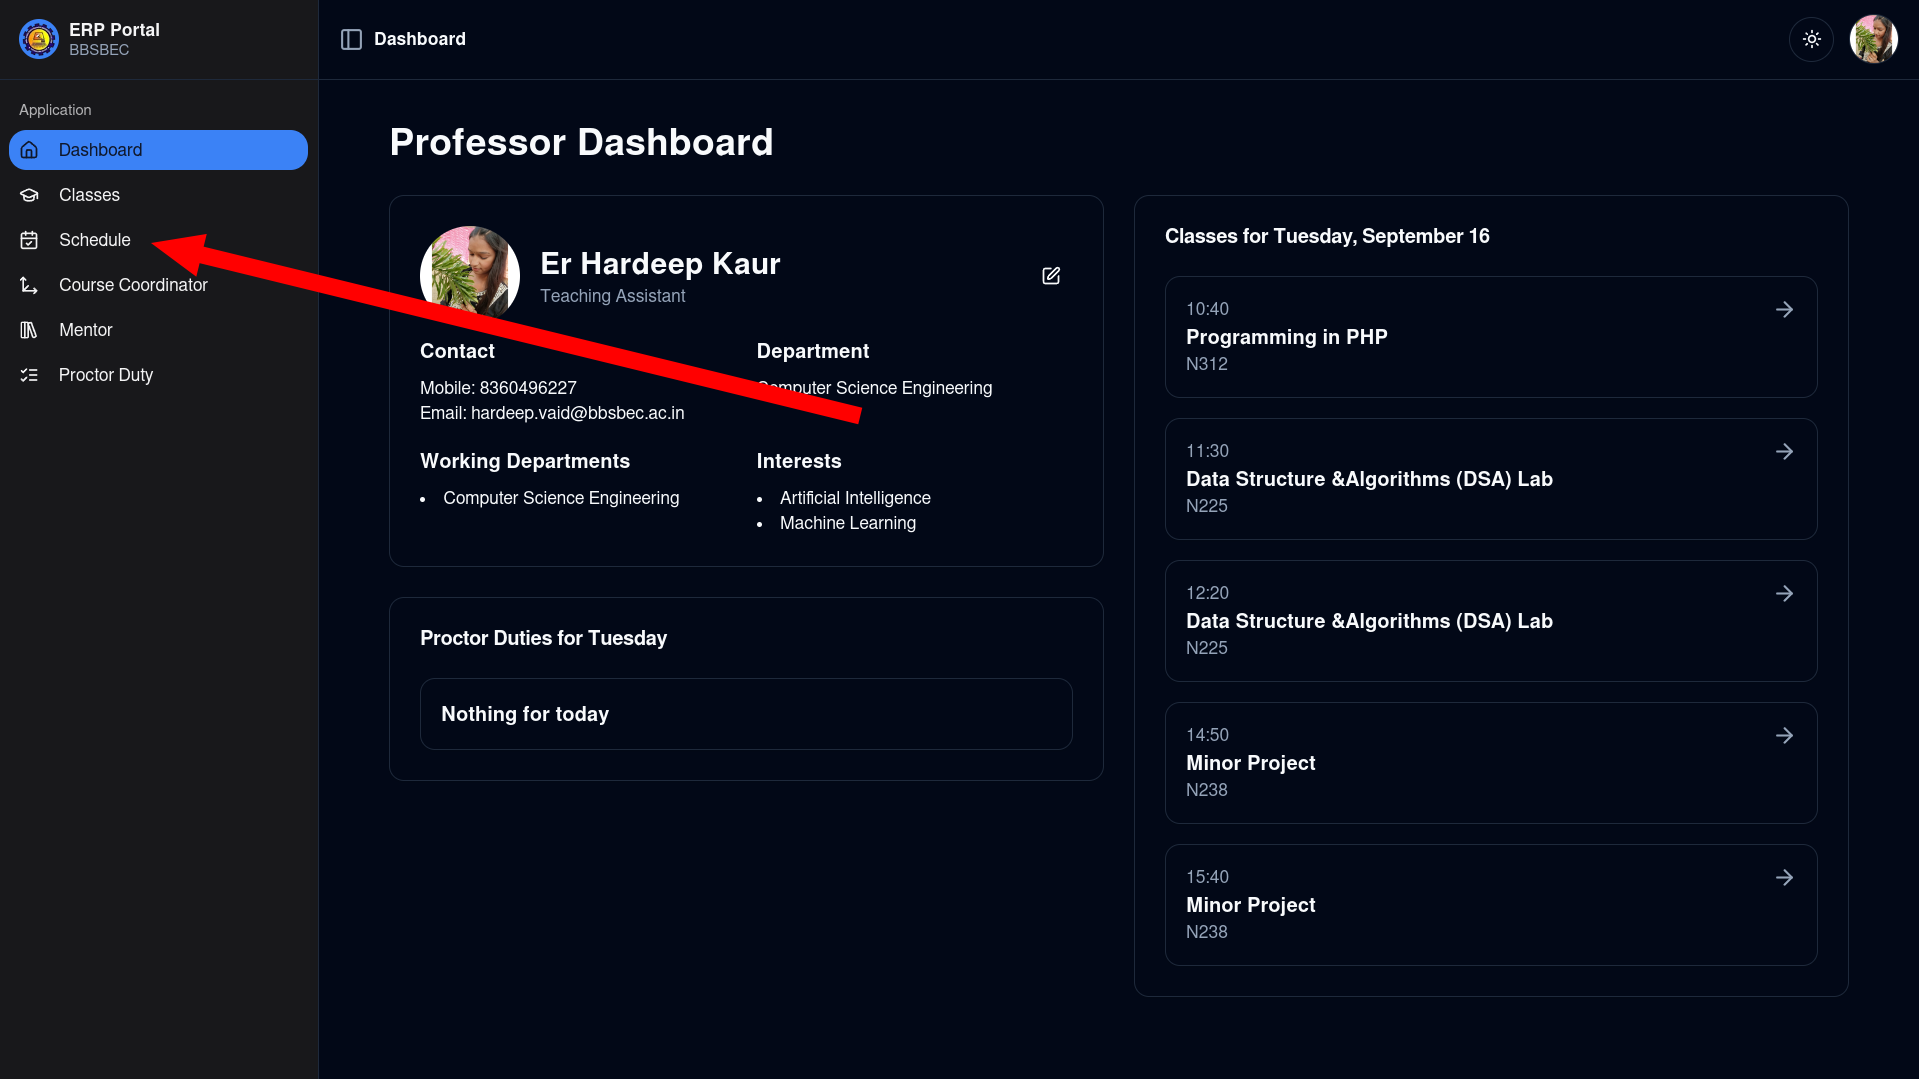 ERP Portal
BBSBEC
Application
Dashboard
Classes
Schedule
Course Coordinator
Mentor
Proctor Duty
Dashboard
Professor Dashboard
Er Hardeep Kaur
Teaching Assistant
Contact
Mobile: 8360496227
Email: hardeep.vaid@bbsbec.ac.in
Department
Computer Science Engineering
Working Departments
• Computer Science Engineering
Interests
• Artificial Intelligence
• Machine Learning
Proctor Duties for Tuesday
Nothing for today
Classes for Tuesday, September 16
10:40
Programming in PHP
N312
11:30
Data Structure &Algorithms (DSA) Lab
N225
12:20
Data Structure &Algorithms (DSA) Lab
N225
14:50
Minor Project
N238
15:40
Minor Project
N238